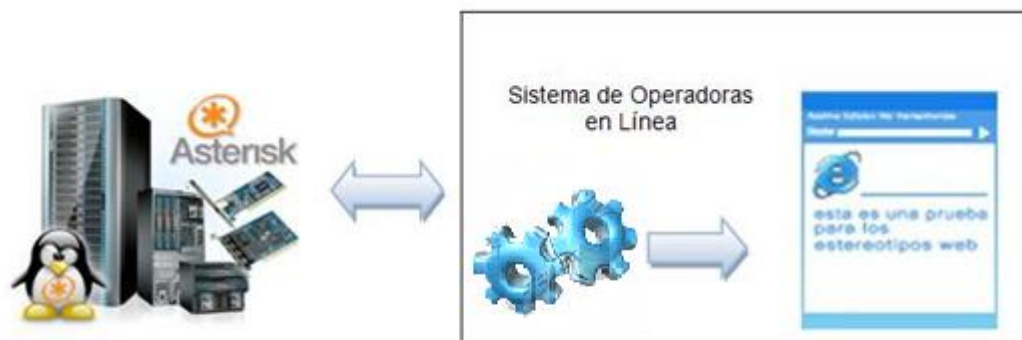 Asterisk
Sistema de Operadoras
en Línea
esta es una prueba
para los
estereotipos web